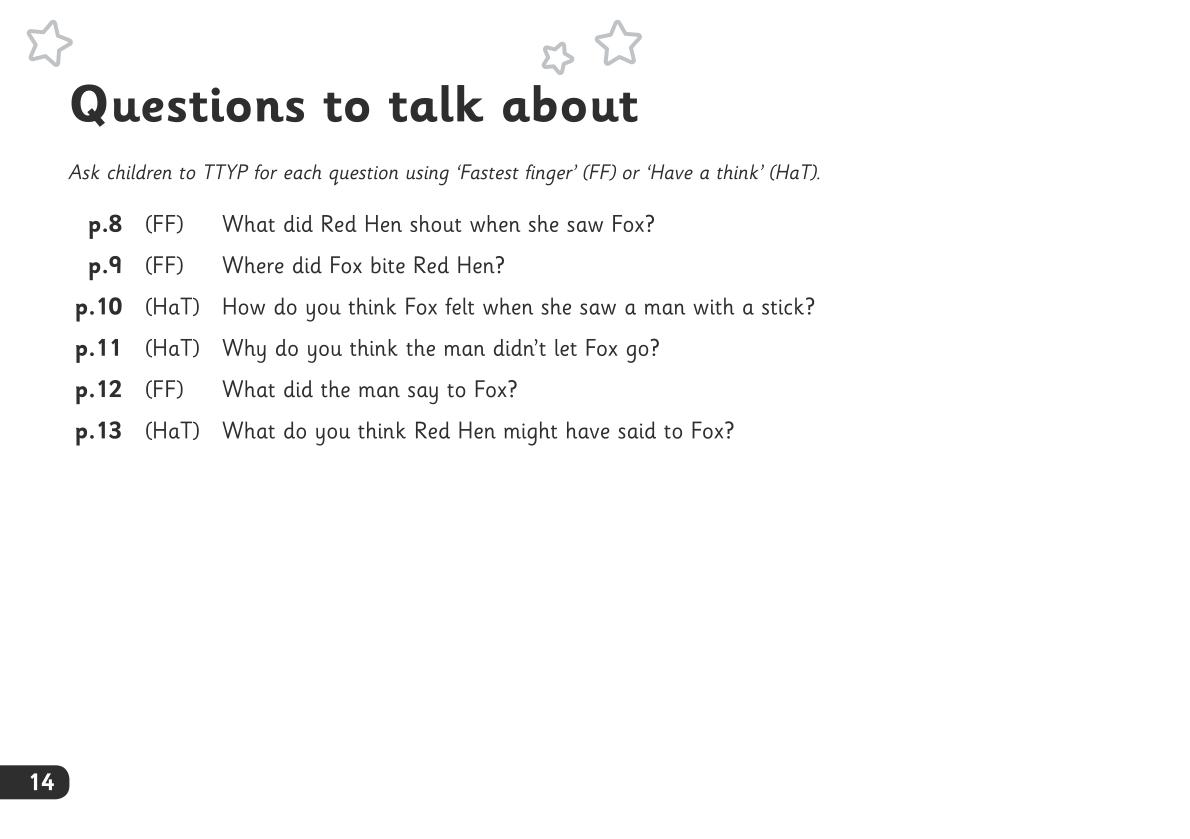 Questions to talk about
Ask children to TTYP for each question using ‘Fastest finger’ (FF) or ‘Have a think’ (HaT).
p.8 (FF) What did Red Hen shout when she saw Fox?
p.9 (FF) Where did Fox bite Red Hen?
p.10 (HaT) How do you think Fox felt when she saw a man with a stick?
p.11 (HaT) Why do you think the man didn’t let Fox go?
p.12 (FF) What did the man say to Fox?
p.13 (HaT) What do you think Red Hen might have said to Fox?
14